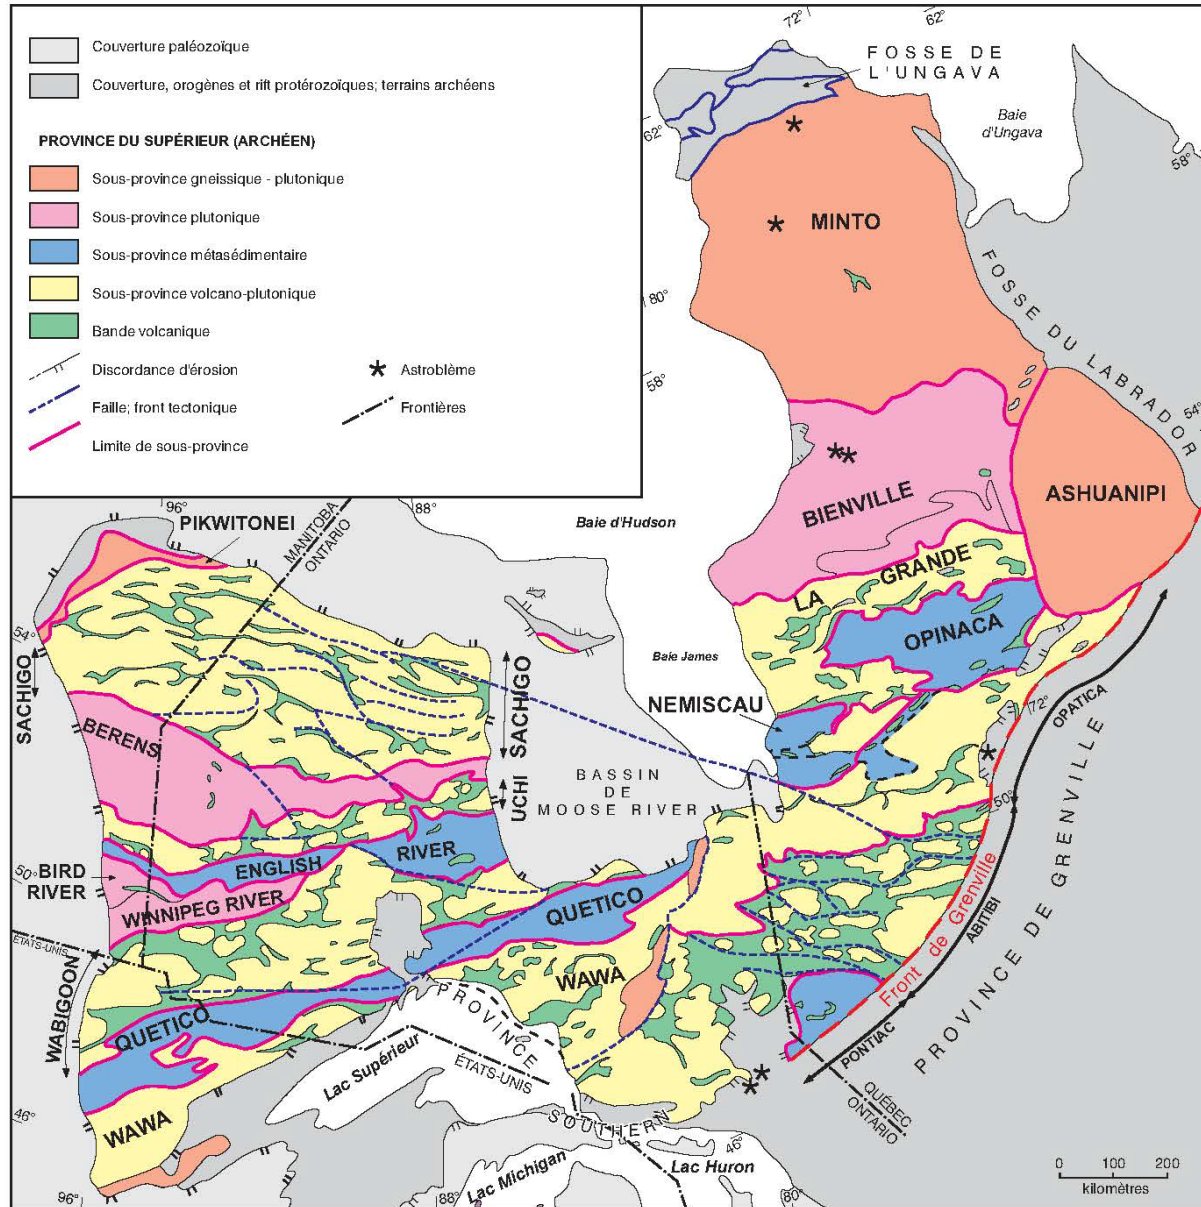 Couverture paléozoïque
Couverture, orogènes et rift protérozoïques; terrains archéens
PROVINCE DU SUPÉRIEUR (ARCHÉEN)
Sous-province gneissique - plutonique
Sous-province plutonique
Sous-province métasédimentaire
Sous-province volcano-plutonique
Bande volcanique
Discordance d'érosion
Astroblème
Faille; front tectonique
Frontières
Limite de sous-province
72°
62°
FOSSE DE
L'UNGAVA
Baie
d'Ungava
62°
58°
MINTO
80°
FOSSE DU LABRADOR
58°
54°
ASHUANIPI
BIENVILLE
96°
88°
PIKWITONEI
MANITOBA
ONTARIO
Baie d'Hudson
LA GRANDE
OPINACA
54°
Baie James
NEMISCAU
SACHIGO
SACHIGO
72°
OPATICA
BERENS
UCHI
BASSIN
DE
MOOSE RIVER
50°
ENGLISH RIVER
BIRD
RIVER
50°
WINNIPEG RIVER
QUETICO
Front de Grenville
ABITIBI
PROVINCE DE GRENVILLE
ÉTATS-UNIS
WABIGOON
WAWA
QUETICO
PROVINCE
PONTIAC
Lac Supérieur
ÉTATS-UNIS
QUÉBEC
ONTARIO
46°
WAWA
SOUTHERN
46°
Lac Huron
Lac Michigan
96°
88°
80°
0 100 200
kilomètres